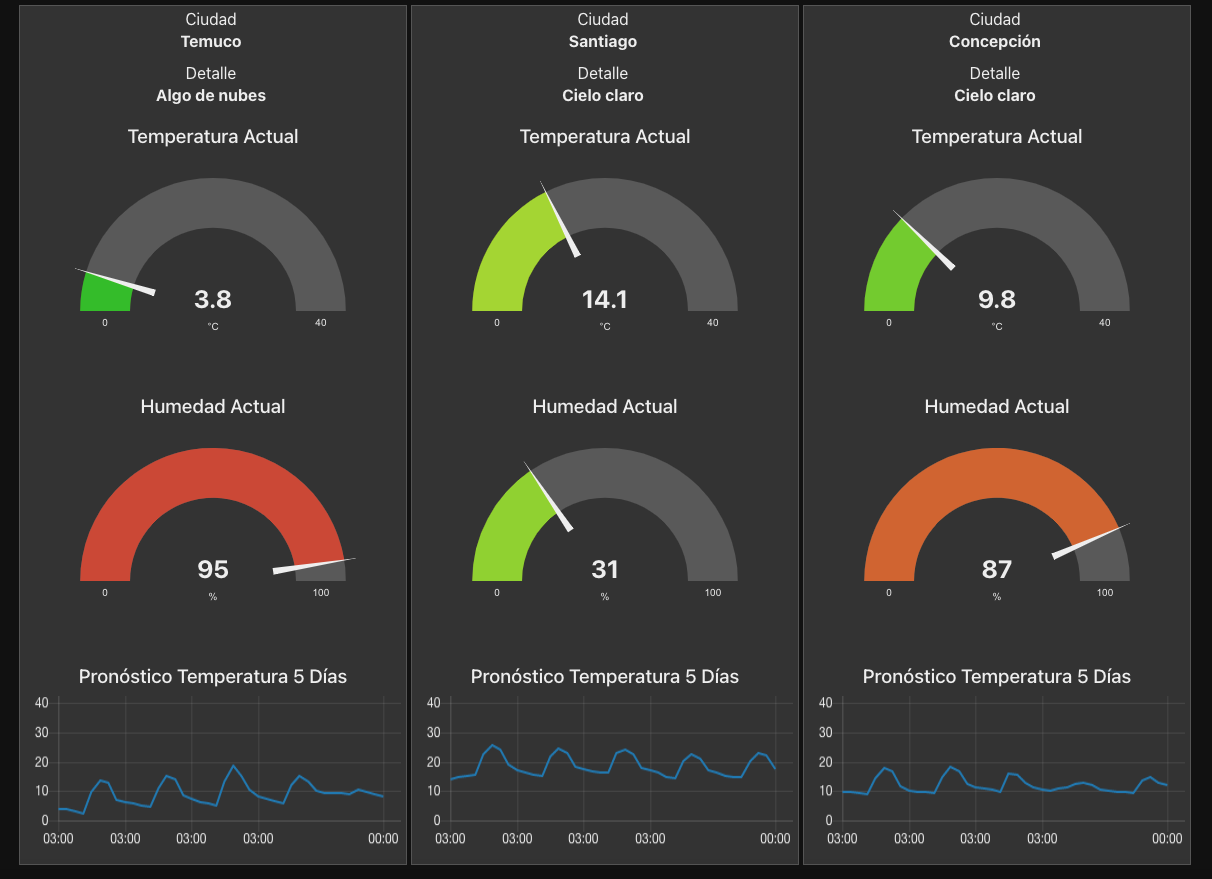 Ciudad
Temuco
Detalle
Algo de nubes
Temperatura Actual
3.8
°C
0
40
Humedad Actual
95
%
0
100
Pronóstico Temperatura 5 Días
40
30
20
10
0
03:00 03:00 03:00 03:00 00:00
Ciudad
Santiago
Detalle
Cielo claro
Temperatura Actual
14.1
°C
0
40
Humedad Actual
31
%
0
100
Pronóstico Temperatura 5 Días
40
30
20
10
0
03:00 03:00 03:00 03:00 00:00
Ciudad
Concepción
Detalle
Cielo claro
Temperatura Actual
9.8
°C
0
40
Humedad Actual
87
%
0
100
Pronóstico Temperatura 5 Días
40
30
20
10
0
03:00 03:00 03:00 03:00 00:00